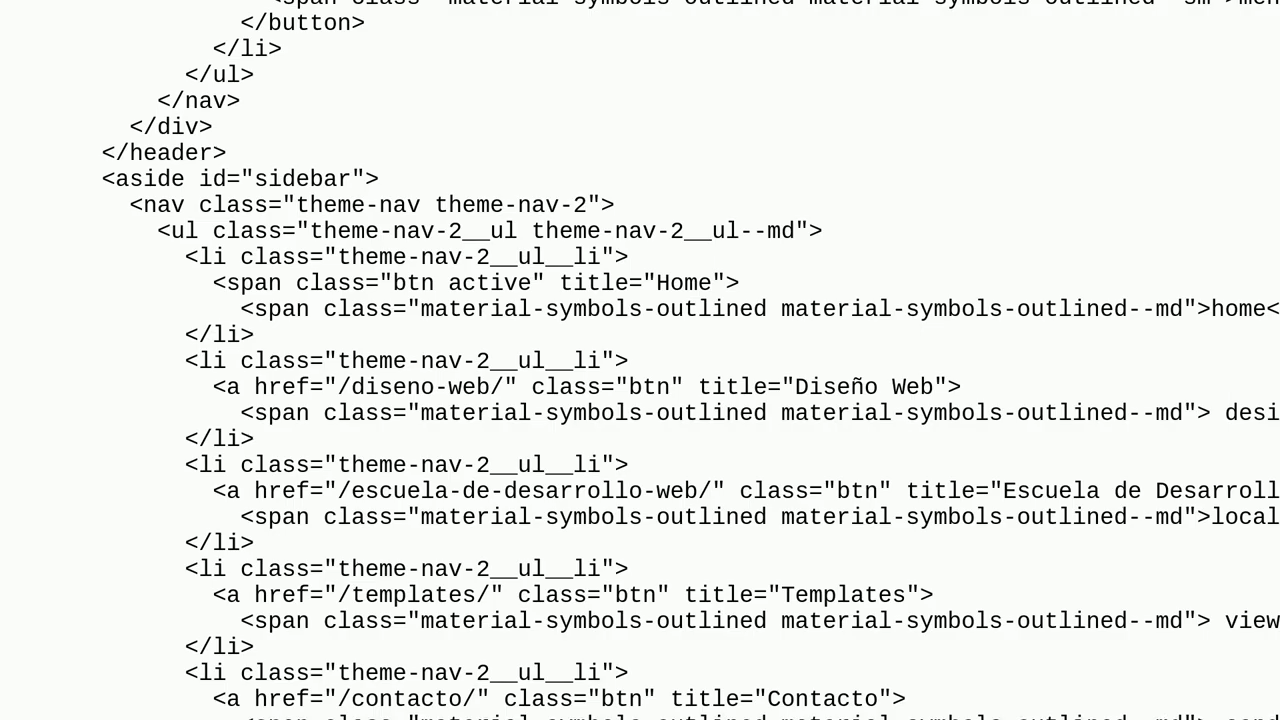 </button>
</li>
</ul>
</nav>
</div>
</header>
<aside id="sidebar">
<nav class="theme-nav theme-nav-2">
<ul class="theme-nav-2__ul theme-nav-2__ul--md">
<li class="theme-nav-2__ul__li">
<span class="btn active" title="Home">
<span class="material-symbols-outlined material-symbols-outlined--md">home<
</li>
<li class="theme-nav-2__ul__li">
<a href="/diseno-web/" class="btn" title="Diseño Web">
<span class="material-symbols-outlined material-symbols-outlined--md"> desi
</li>
<li class="theme-nav-2__ul__li">
<a href="/escuela-de-desarrollo-web/" class="btn" title="Escuela de Desarroll
<span class="material-symbols-outlined material-symbols-outlined--md">local
</li>
<li class="theme-nav-2__ul__li">
<a href="/templates/" class="btn" title="Templates">
<span class="material-symbols-outlined material-symbols-outlined--md"> view
</li>
<li class="theme-nav-2__ul__li">
<a href="/contacto/" class="btn" title="Contacto">